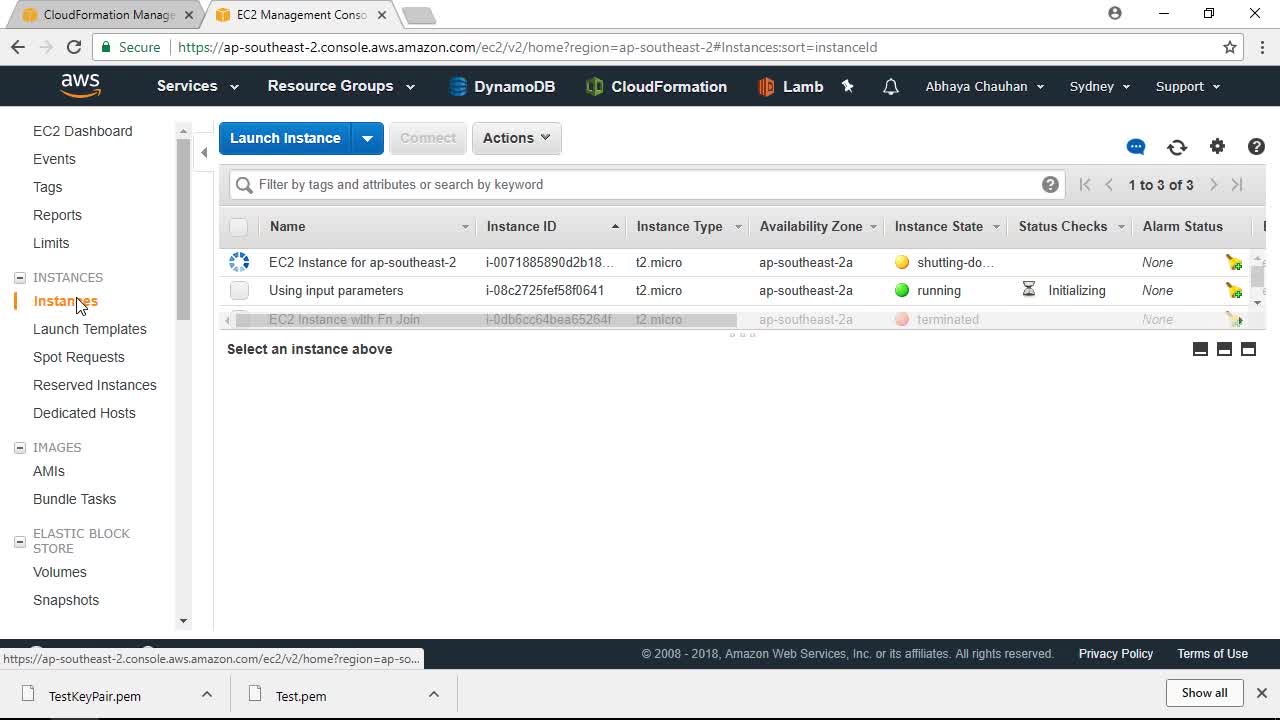 CloudFormation Manage
EC2 Management Conso
Secure
https://ap-southeast-2.console.aws.amazon.com/ec2/v2/home?region=ap-southeast-2#Instances:sort=instanceId
aws
Services
Resource Groups
DynamoDB
CloudFormation
Lamb
Abhaya Chauhan
Sydney
Support
EC2 Dashboard
Events
Tags
Reports
Limits
INSTANCES
Instances
Launch Templates
Spot Requests
Reserved Instances
Dedicated Hosts
IMAGES
AMIs
Bundle Tasks
ELASTIC BLOCK
STORE
Volumes
Snapshots
Launch Instance
Connect
Actions
Filter by tags and attributes or search by keyword
1 to 3 of 3
Name Instance ID Instance Type Availability Zone Instance State Status Checks Alarm Status
EC2 Instance for ap-southeast-2 i-0071885890d2b18... t2.micro ap-southeast-2a shutting-do... None
Using input parameters i-08c2725fef58f0641 t2.micro ap-southeast-2a running Initializing None
EC2 Instance with Fn Join i-0db6cc64bea65264f t2.micro ap-southeast-2a terminated None
Select an instance above
https://ap-southeast-2.console.aws.amazon.com/ec2/v2/home?region=ap-so...
© 2008 - 2018, Amazon Web Services, Inc. or its affiliates. All rights reserved.
Privacy Policy
Terms of Use
TestKeyPair.pem
Test.pem
Show all